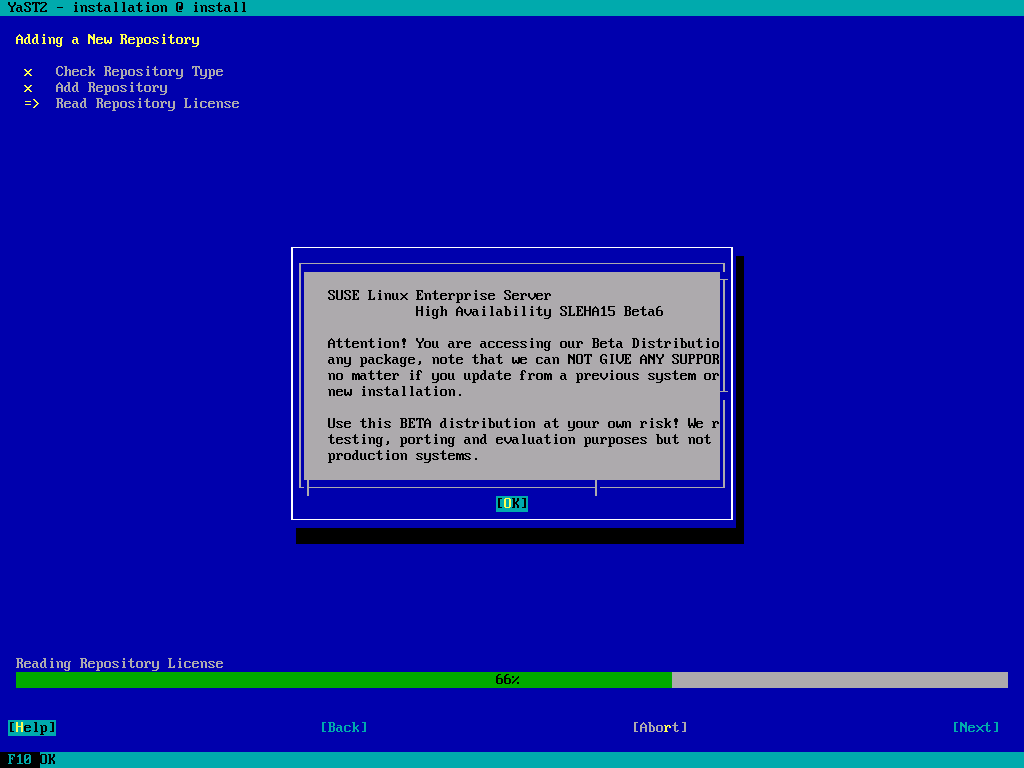 YaST2 - installation @ install
Adding a New Repository
x Check Repository Type
x Add Repository
=> Read Repository License
SUSE Linux Enterprise Server
High Availability SLEHA15 Beta6
Attention! You are accessing our Beta Distributio
any package, note that we can NOT GIVE ANY SUPPOR
no matter if you update from a previous system or
new installation.
Use this BETA distribution at your own risk! We r
testing, porting and evaluation purposes but not
production systems.
[OK]
Reading Repository License
66%
[Help] [Back] [Abort] [Next]
F10 OK